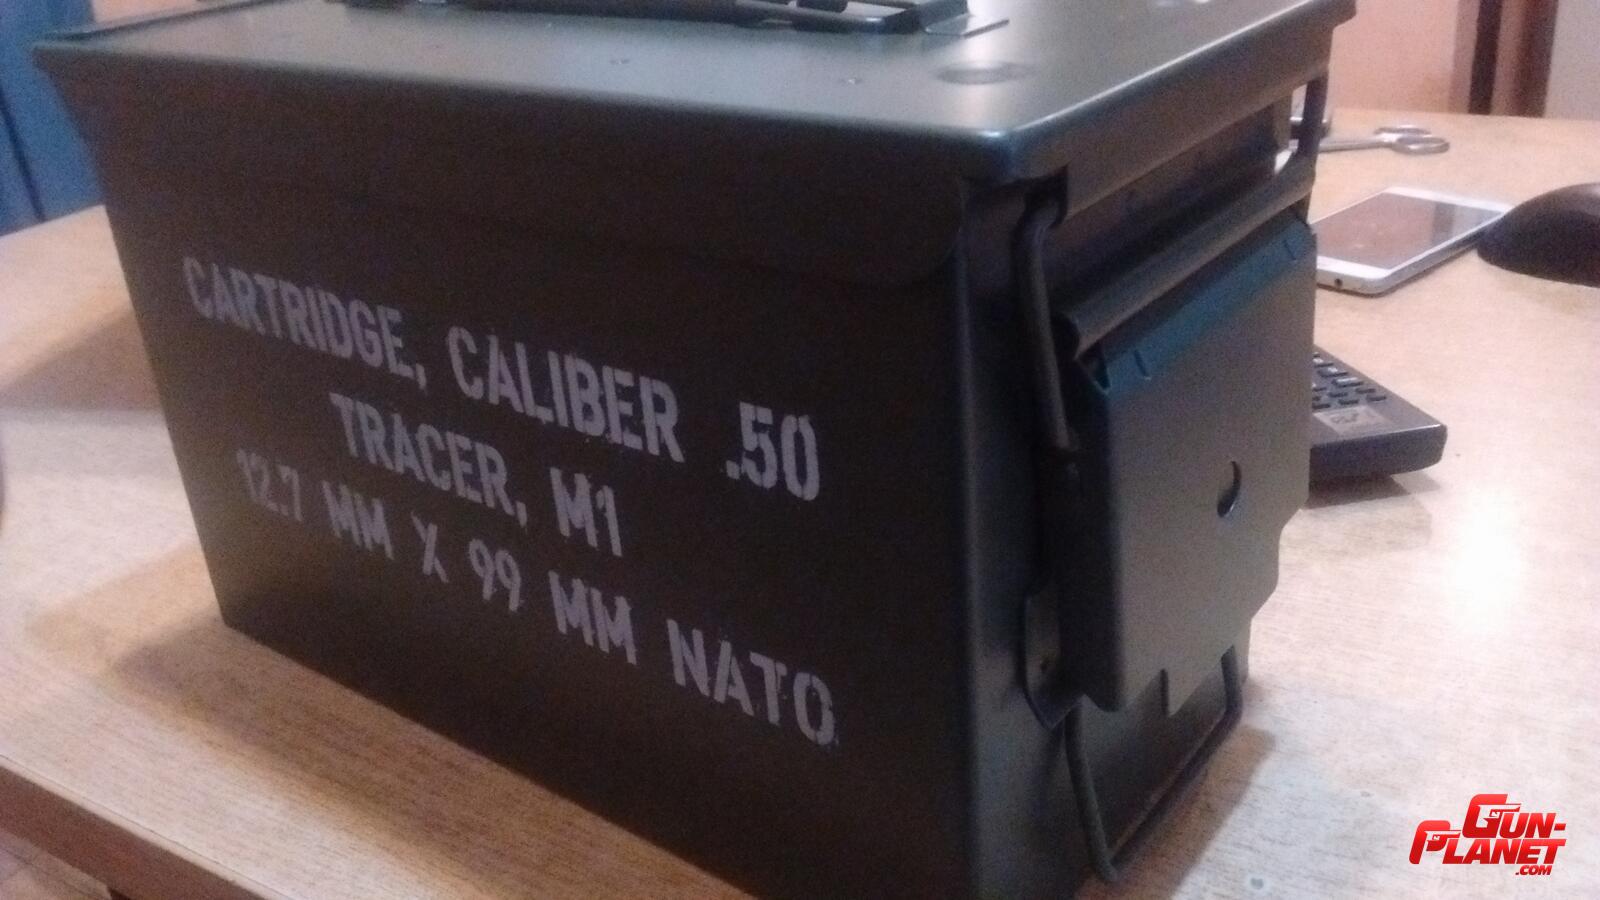 CARTRIDGE, CALIBER .50
TRACER, M1
12.7 MM X 99 MM NATO
GUN-
PLANET
.COM